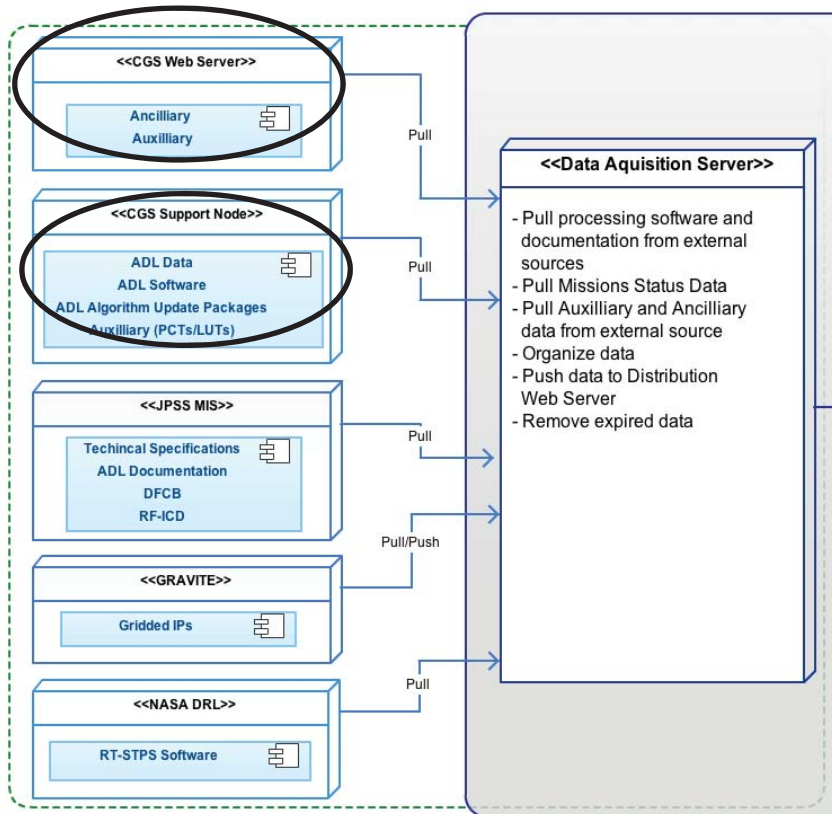 <<CGS Web Server>>
Ancilliary
Auxilliary
Pull
<<CGS Support Node>>
ADL Data
ADL Software
ADL Algorithm Update Packages
Auxilliary (PCTs/LUTs)
Pull
<<JPSS MIS>>
Techincal Specifications
ADL Documentation
DFCB
RF-ICD
Pull
<<GRAVITE>>
Gridded IPs
Pull/Push
<<NASA DRL>>
RT-STPS Software
Pull
<<Data Aquisition Server>>
- Pull processing software and
documentation from external
sources
- Pull Missions Status Data
- Pull Auxilliary and Ancilliary
data from external source
- Organize data
- Push data to Distribution
Web Server
- Remove expired data